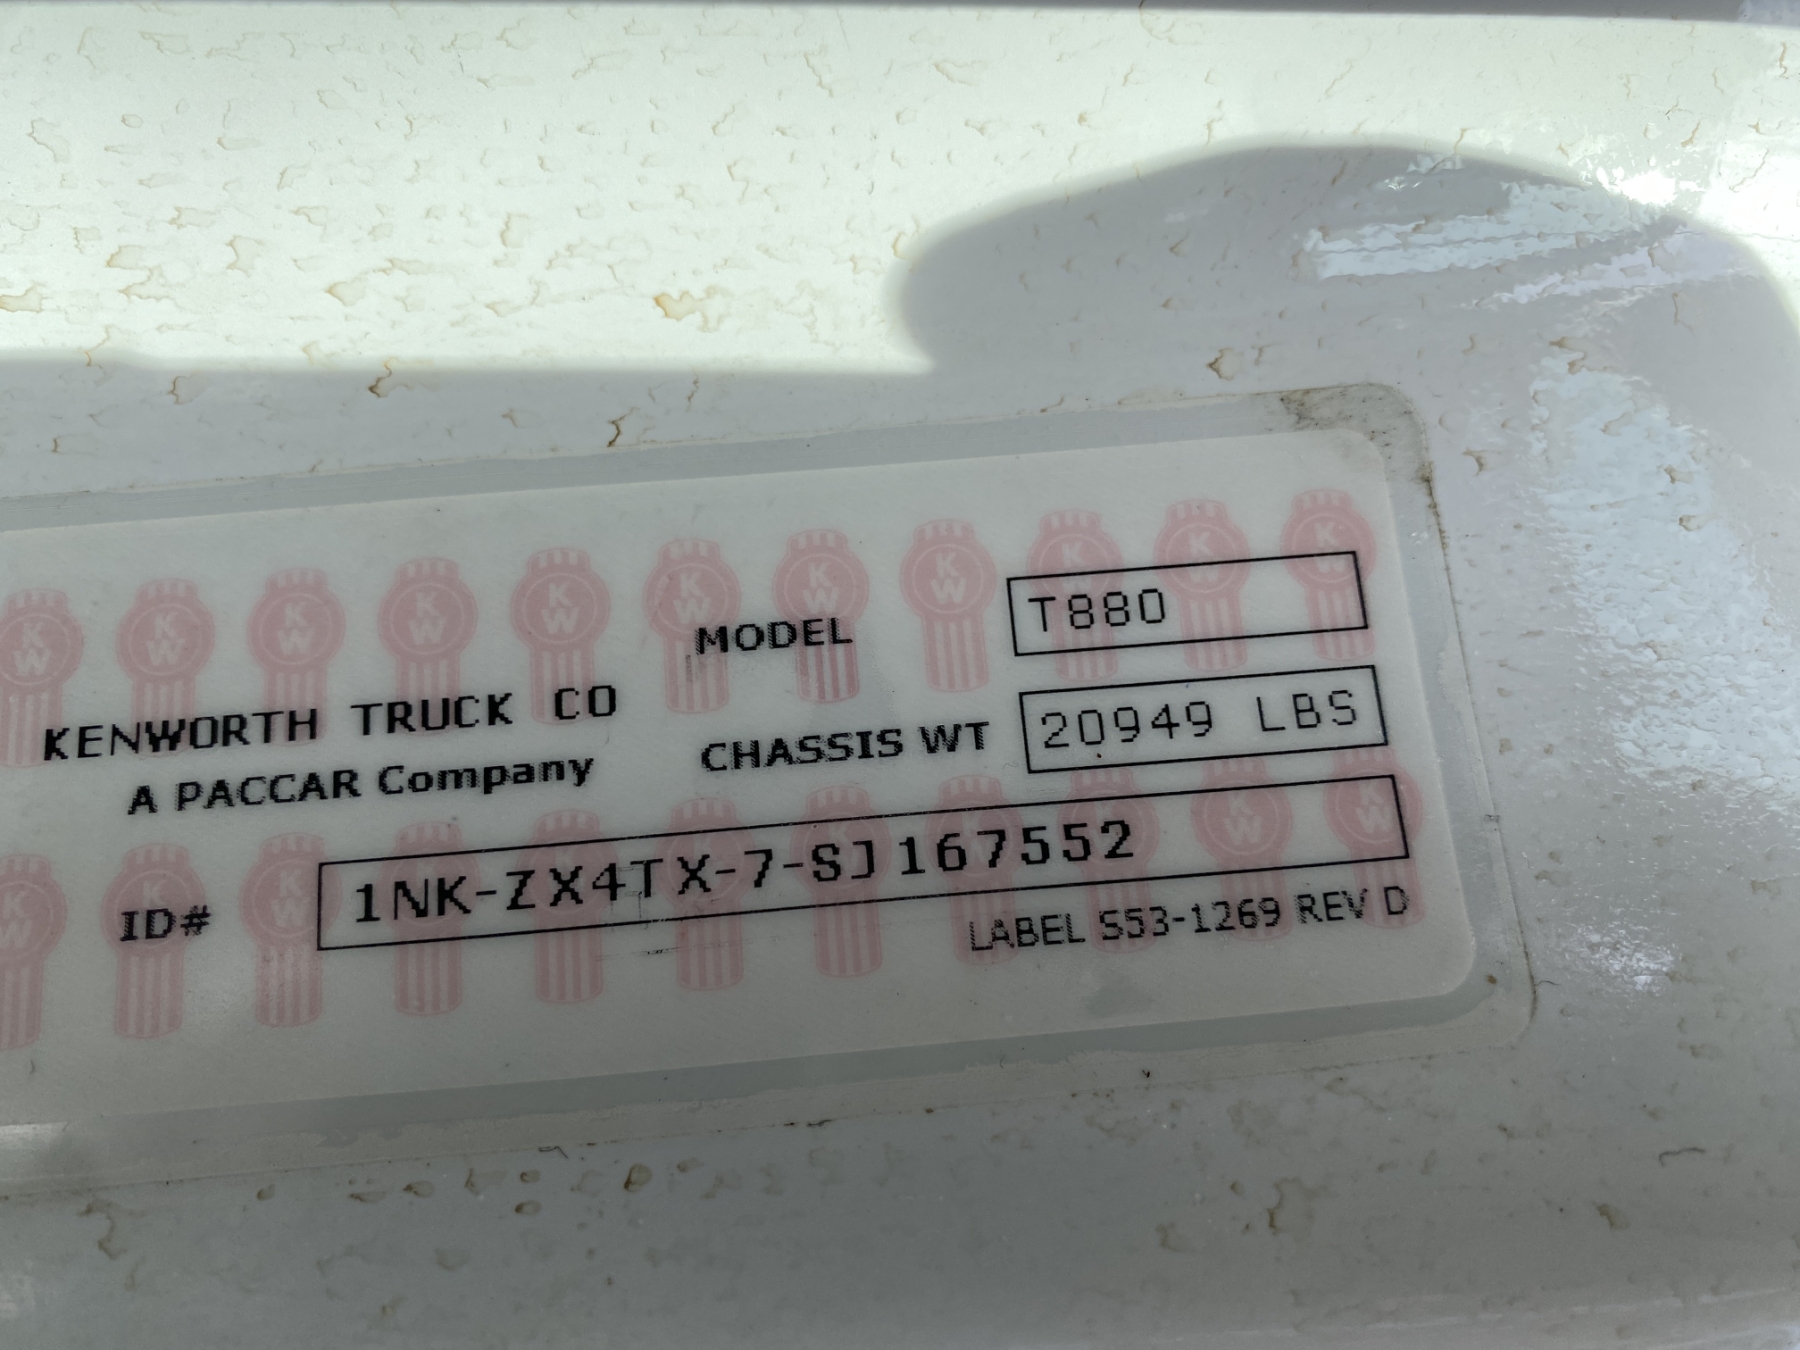 MODEL T880
KENWORTH TRUCK CO
A PACCAR Company
CHASSIS WT 20949 LBS
ID# 1NK-ZX4TX-7-SJ167552
LABEL S53-1269 REV D